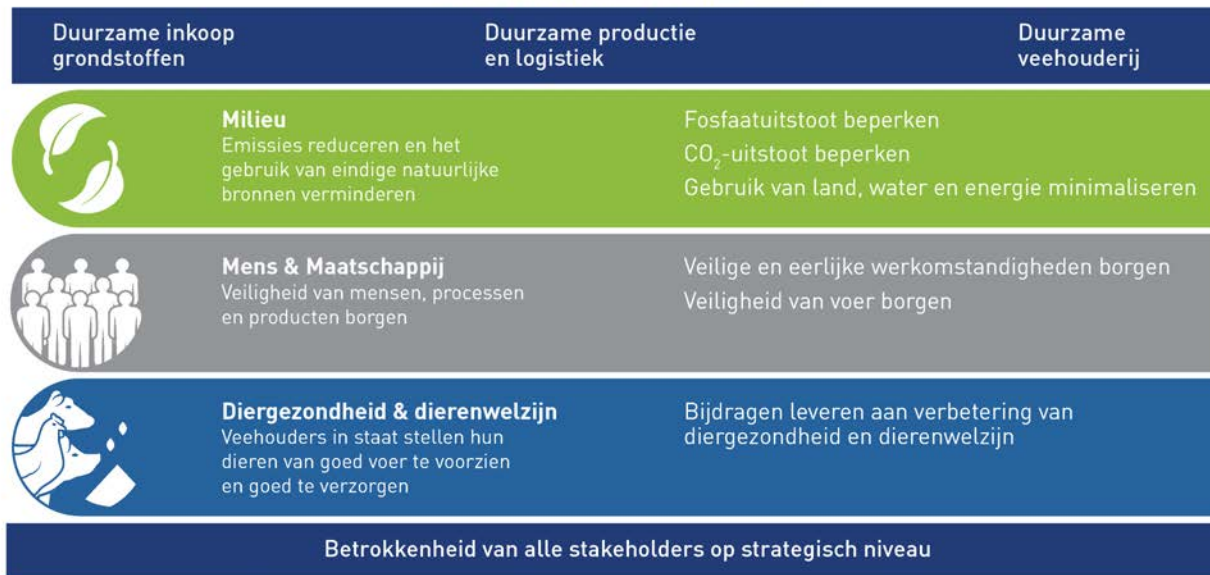 Duurzame inkoop
grondstoffen
Duurzame productie
en logistiek
Duurzame
veehouderij
Milieu
Emissies reduceren en het
gebruik van eindige natuurlijke
bronnen verminderen
Fosfaatuitstoot beperken
CO₂-uitstoot beperken
Gebruik van land, water en energie minimaliseren
Mens & Maatschappij
Veiligheid van mensen, processen
en producten borgen
Veilige en eerlijke werkomstandigheden borgen
Veiligheid van voer borgen
Diergezondheid & dierenwelzijn
Veehouders in staat stellen hun
dieren van goed voer te voorzien
en goed te verzorgen
Bijdragen leveren aan verbetering van
diergezondheid en dierenwelzijn
Betrokkenheid van alle stakeholders op strategisch niveau